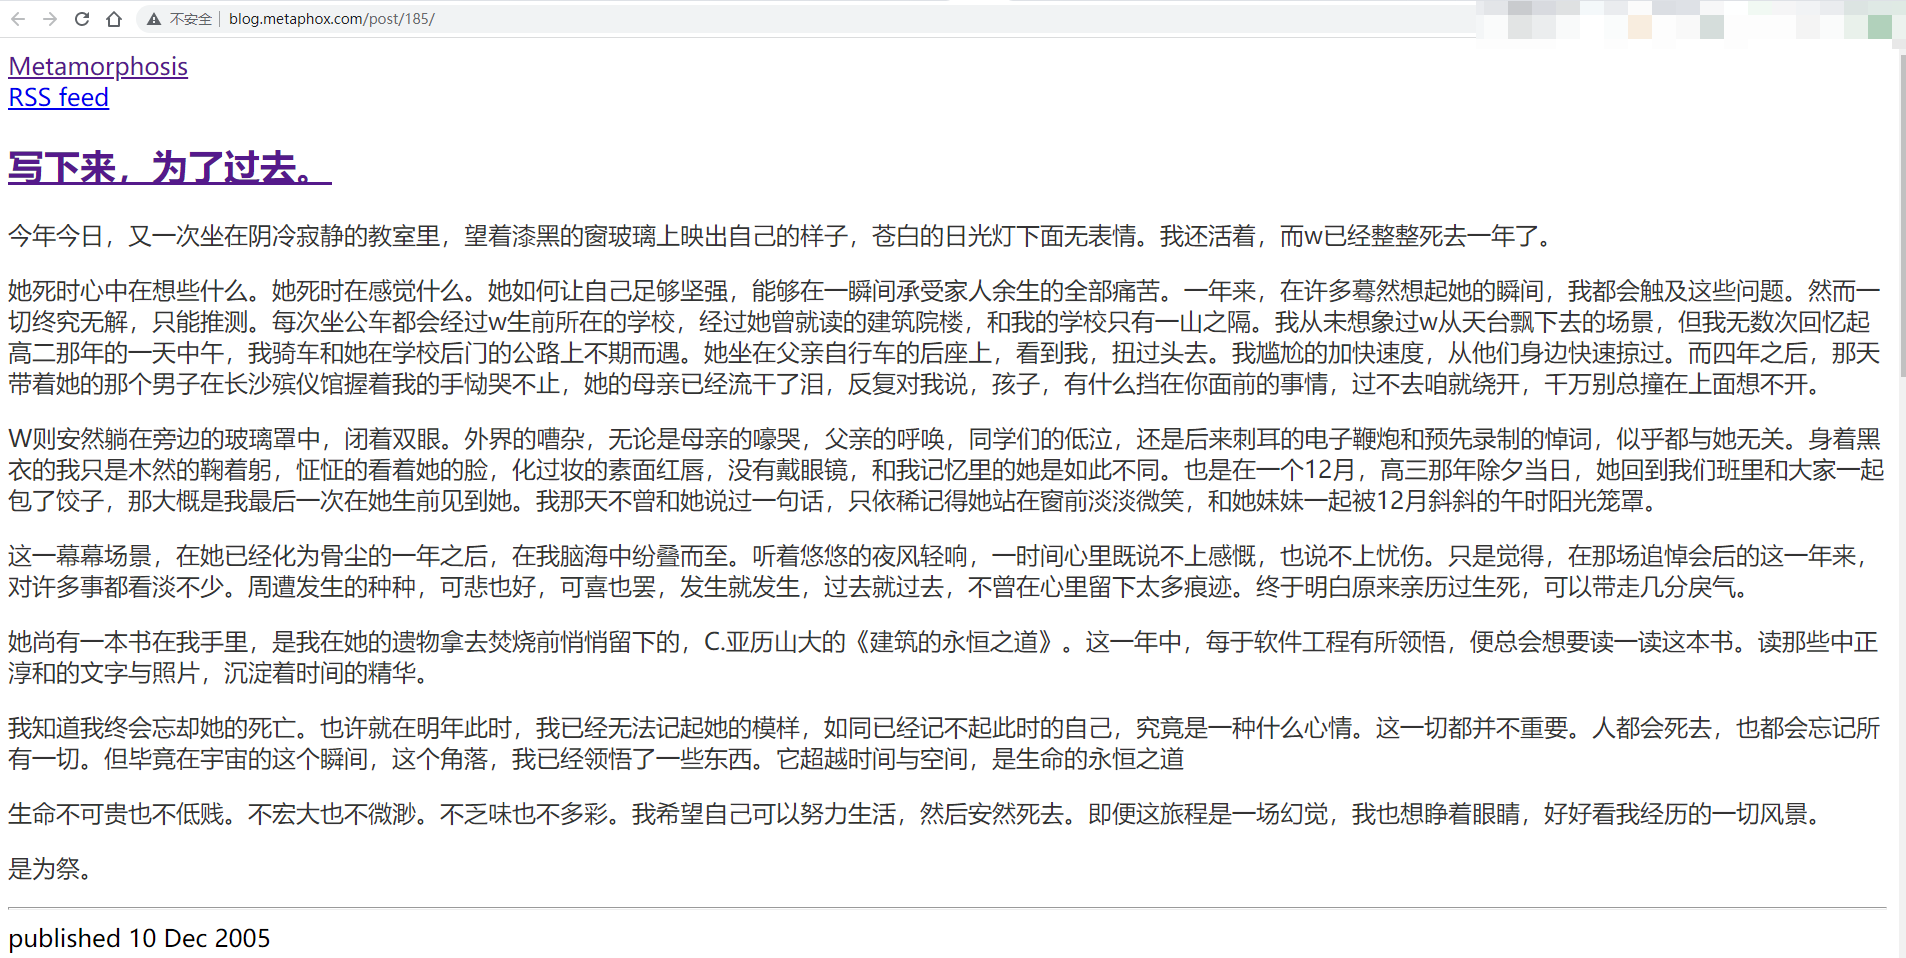 不安全 | blog.metaphox.com/post/185/
Metamorphosis
RSS feed
写下来，为了过去。
今年今日，又一次坐在阴冷寂静的教室里，望着漆黑的窗玻璃上映出自己的样子，苍白的日光灯下面无表情。我还活着，而w已经整整死去一年了。
她死时心中在想些什么。她死时在感觉什么。她如何让自己足够坚强，能够在一瞬间承受家人余生的全部痛苦。一年来，在许多蓦然想起她的瞬间，我都会触及这些问题。然而一
切终究无解，只能推测。每次坐公车都会经过w生前所在的学校，经过她曾就读的建筑院楼，和我的学校只有一山之隔。我从未想象过w从天台飘下去的场景，但我无数次回忆起
高二那年的一天中午，我骑车和她在学校后门的公路上不期而遇。她坐在父亲自行车的后座上，看到我，扭过头去。我尴尬的加快速度，从他们身边快速掠过。而四年之后，那天
带着她的那个男子在长沙殡仪馆握着我的手恸哭不止，她的母亲已经流干了泪，反复对我说，孩子，有什么挡在你面前的事情，过不去咱就绕开，千万别总撞在上面想不开。
W则安然躺在旁边的玻璃罩中，闭着双眼。外界的嘈杂，无论是母亲的嚎哭，父亲的呼唤，同学们的低泣，还是后来刺耳的电子鞭炮和预先录制的悼词，似乎都与她无关。身着黑
衣的我只是木然的鞠着躬，怔怔的看着她的脸，化过妆的素面红唇，没有戴眼镜，和我记忆里的她是如此不同。也是在一个12月，高三那年除夕当日，她回到我们班里和大家一起
包了饺子，那大概是我最后一次在她生前见到她。我那天不曾和她说过一句话，只依稀记得她站在窗前淡淡微笑，和她妹妹一起被12月斜斜的午时阳光笼罩。
这一幕幕场景，在她已经化为骨尘的一年之后，在我脑海中纷叠而至。听着悠悠的夜风轻响，一时间心里既说不上感慨，也说不上忧伤。只是觉得，在那场追悼会后的这一年来，
对许多事都看淡不少。周遭发生的种种，可悲也好，可喜也罢，发生就发生，过去就过去，不曾在心里留下太多痕迹。终于明白原来亲历过生死，可以带走几分戾气。
她尚有一本书在我手里，是我在她的遗物拿去焚烧前悄悄留下的，C.亚历山大的《建筑的永恒之道》。这一年中，每于软件工程有所领悟，便总会想要读一读这本书。读那些中正
淳和的文字与照片，沉淀着时间的精华。
我知道我终会忘却她的死亡。也许就在明年此时，我已经无法记起她的模样，如同已经记不起此时的自己，究竟是一种什么心情。这一切都并不重要。人都会死去，也都会忘记所
有一切。但毕竟在宇宙的这个瞬间，这个角落，我已经领悟了一些东西。它超越时间与空间，是生命的永恒之道
生命不可贵也不低贱。不宏大也不微渺。不乏味也不多彩。我希望自己可以努力生活，然后安然死去。即便这旅程是一场幻觉，我也想睁着眼睛，好好看我经历的一切风景。
是为祭。
published 10 Dec 2005